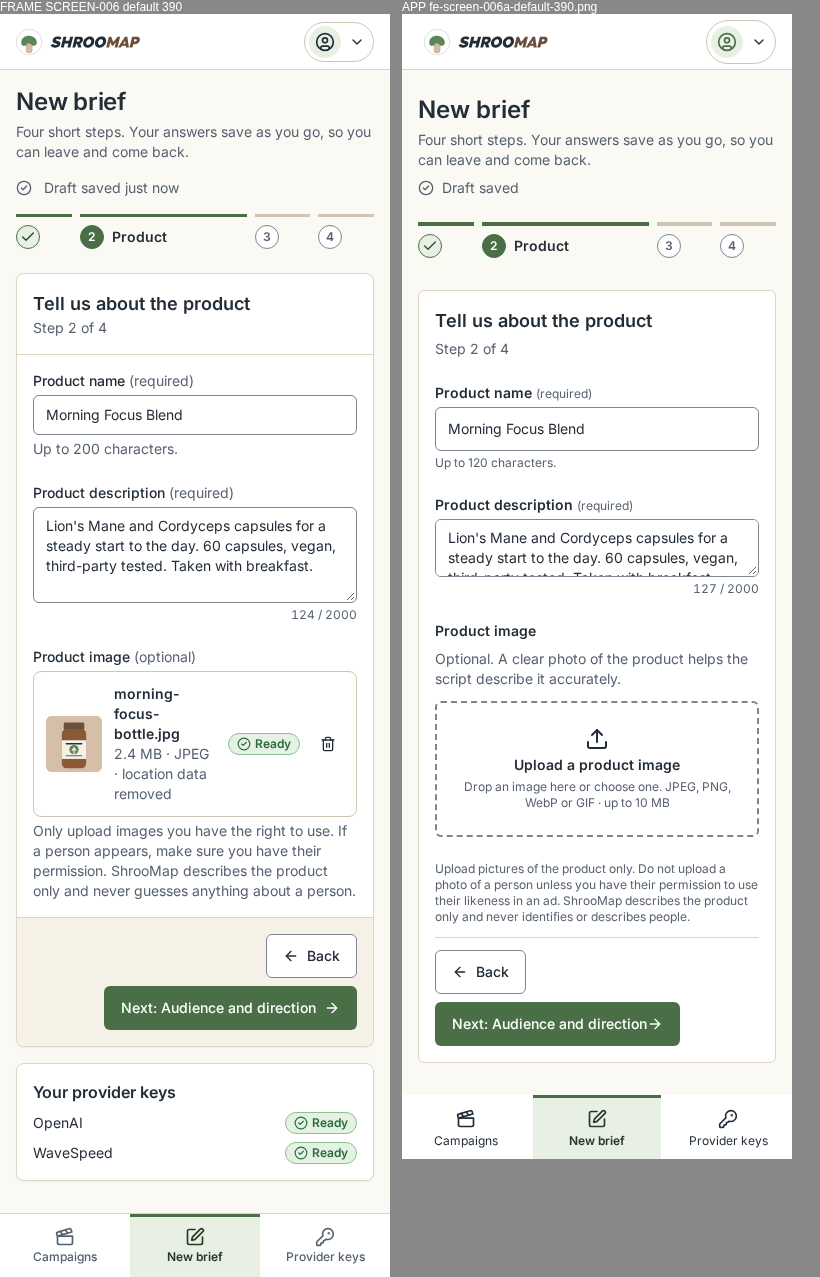 FRAME SCREEN-006 default 390
SHROOMAP
New brief
Four short steps. Your answers save as you go, so you
can leave and come back.
Draft saved just now
2 Product 3 4
Tell us about the product
Step 2 of 4
Product name (required)
Morning Focus Blend
Up to 200 characters.
Product description (required)
Lion's Mane and Cordyceps capsules for a
steady start to the day. 60 capsules, vegan,
third-party tested. Taken with breakfast.
124 / 2000
Product image (optional)
morning-
focus-
bottle.jpg
2.4 MB · JPEG
· location data
removed
Ready
Only upload images you have the right to use. If
a person appears, make sure you have their
permission. ShrooMap describes the product
only and never guesses anything about a person.
Back
Next: Audience and direction
Your provider keys
OpenAI Ready
WaveSpeed Ready
Campaigns New brief Provider keys
APP fe-screen-006a-default-390.png
SHROOMAP
New brief
Four short steps. Your answers save as you go, so you
can leave and come back.
Draft saved
2 Product 3 4
Tell us about the product
Step 2 of 4
Product name (required)
Morning Focus Blend
Up to 120 characters.
Product description (required)
Lion's Mane and Cordyceps capsules for a
steady start to the day. 60 capsules, vegan,
third-party tested. Taken with breakfast.
127 / 2000
Product image
Optional. A clear photo of the product helps the
script describe it accurately.
Upload a product image
Drop an image here or choose one. JPEG, PNG,
WebP or GIF · up to 10 MB
Upload pictures of the product only. Do not upload a
photo of a person unless you have their permission to use
their likeness in an ad. ShrooMap describes the product
only and never identifies or describes people.
Back
Next: Audience and direction
Campaigns New brief Provider keys